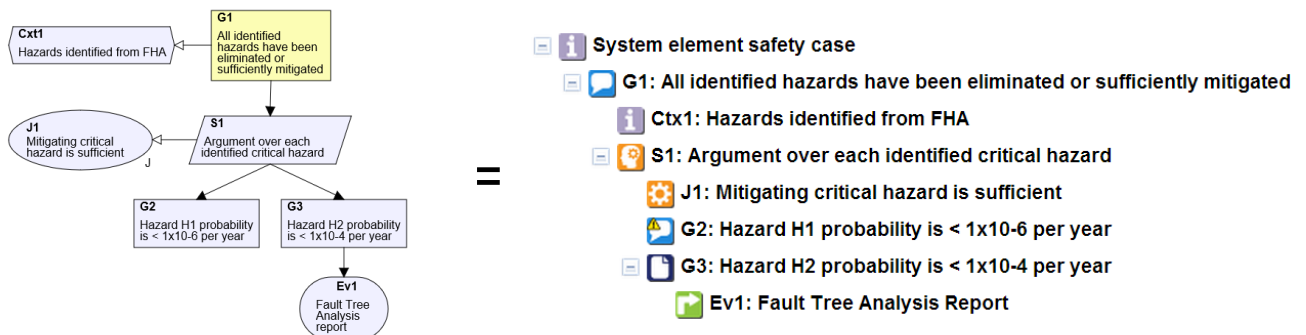 G1
All identified
hazards have been
eliminated or
sufficiently mitigated
Cxt1
Hazards identified from FHA
J1
Mitigating critical
hazard is sufficient
J
S1
Argument over each
identified critical hazard
G2
Hazard H1 probability
is < 1x10-6 per year
G3
Hazard H2 probability
is < 1x10-4 per year
Ev1
Fault Tree
Analysis
report
=
System element safety case
G1: All identified hazards have been eliminated or sufficiently mitigated
Ctx1: Hazards identified from FHA
S1: Argument over each identified critical hazard
J1: Mitigating critical hazard is sufficient
G2: Hazard H1 probability is < 1x10-6 per year
G3: Hazard H2 probability is < 1x10-4 per year
Ev1: Fault Tree Analysis Report